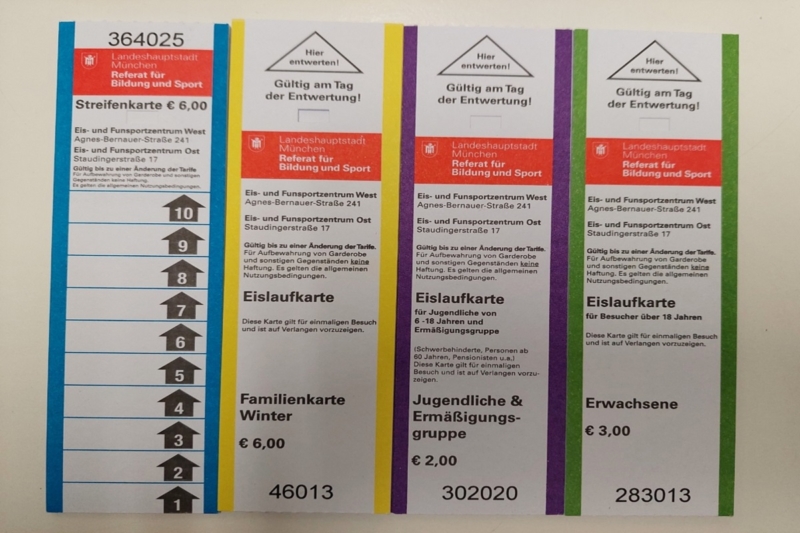 364025
Landeshauptstadt
München
Referat für
Bildung und Sport
Streifenkarte € 6,00
Eis- und Funsportzentrum West
Agnes-Bernauer-Straße 241
Eis- und Funsportzentrum Ost
Staudingerstraße 17
Gültig bis zu einer Änderung der Tarife.
Für Aufbewahrung von Garderobe und sonstigen
Gegenständen keine Haftung.
Es gelten die allgemeinen Nutzungsbedingungen.
10
9
8
7
6
5
4
3
2
1
Hier
entwerten!
Gültig am Tag
der Entwertung!
Landeshauptstadt
München
Referat für
Bildung und Sport
Eis- und Funsportzentrum West
Agnes-Bernauer-Straße 241
Eis- und Funsportzentrum Ost
Staudingerstraße 17
Gültig bis zu einer Änderung der Tarife.
Für Aufbewahrung von Garderobe
und sonstigen Gegenständen keine
Haftung. Es gelten die allgemeinen
Nutzungsbedingungen.
Eislaufkarte
Diese Karte gilt für einmaligen Besuch
und ist auf Verlangen vorzuzeigen.
Familienkarte
Winter
€ 6,00
46013
Hier
entwerten!
Gültig am Tag
der Entwertung!
Landeshauptstadt
München
Referat für
Bildung und Sport
Eis- und Funsportzentrum West
Agnes-Bernauer-Straße 241
Eis- und Funsportzentrum Ost
Staudingerstraße 17
Gültig bis zu einer Änderung der Tarife.
Für Aufbewahrung von Garderobe
und sonstigen Gegenständen keine
Haftung. Es gelten die allgemeinen
Nutzungsbedingungen.
Eislaufkarte
für Jugendliche von
6 -18 Jahren und
Ermäßigungsgruppe
(Schwerbehinderte, Personen ab
60 Jahren, Pensionisten u.a.)
Diese Karte gilt für einmaligen
Besuch und ist auf Verlangen vorzu-
zeigen.
Jugendliche &
Ermäßigungs-
gruppe
€ 2,00
302020
Hier
entwerten!
Gültig am Tag
der Entwertung!
Landeshauptstadt
München
Referat für
Bildung und Sport
Eis- und Funsportzentrum West
Agnes-Bernauer-Straße 241
Eis- und Funsportzentrum Ost
Staudingerstraße 17
Gültig bis zu einer Änderung der Tarife.
Für Aufbewahrung von Garderobe
und sonstigen Gegenständen keine
Haftung. Es gelten die allgemeinen
Nutzungsbedingungen.
Eislaufkarte
für Besucher über 18 Jahren
Diese Karte gilt für einmaligen Besuch
und ist auf Verlangen vorzuzeigen.
Erwachsene
€ 3,00
283013